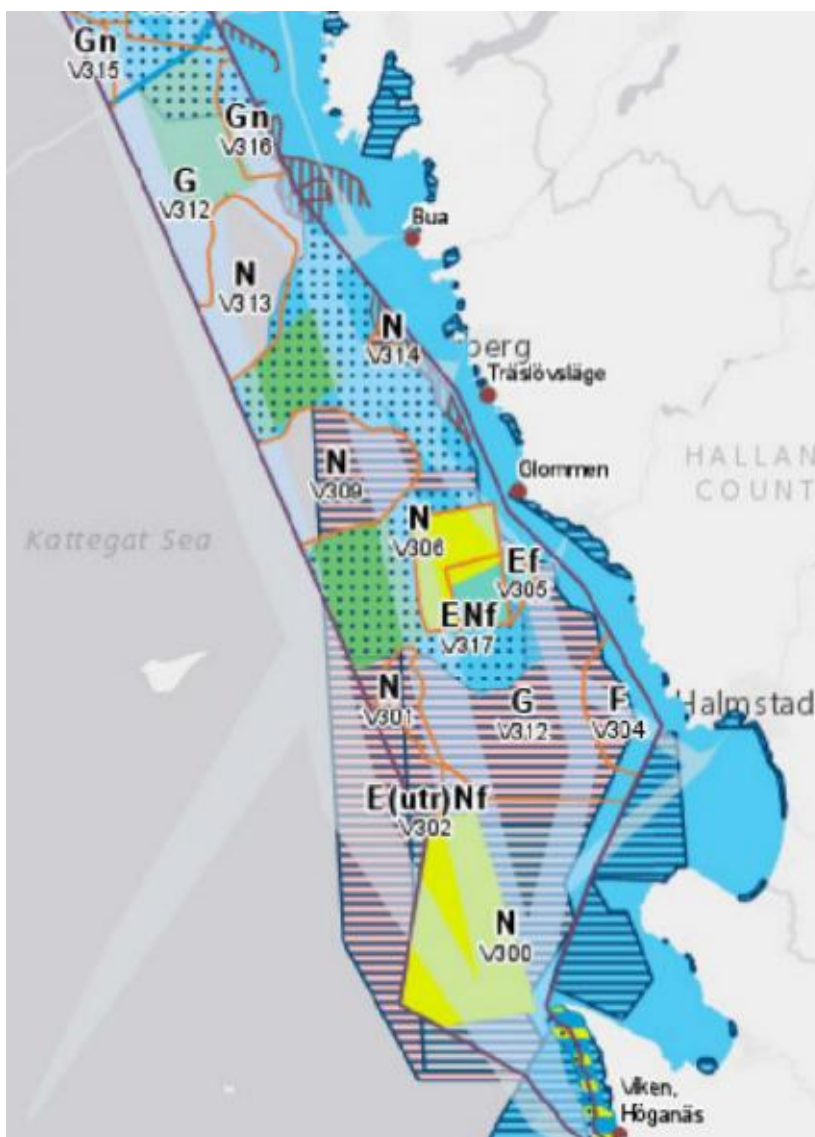 Gn
V315
Gn
V316
G
V312
Bua
N
V313
N
V314
berg
Träslövsläge
N
V309
Glommen
HALLAN
COUNT
Kattegat Sea
N
V306
Ef
V305
ENf
V317
N
V301
G
V312
F
V304
Halmstad
E(utr)Nf
V302
N
V300
Viken,
Höganäs